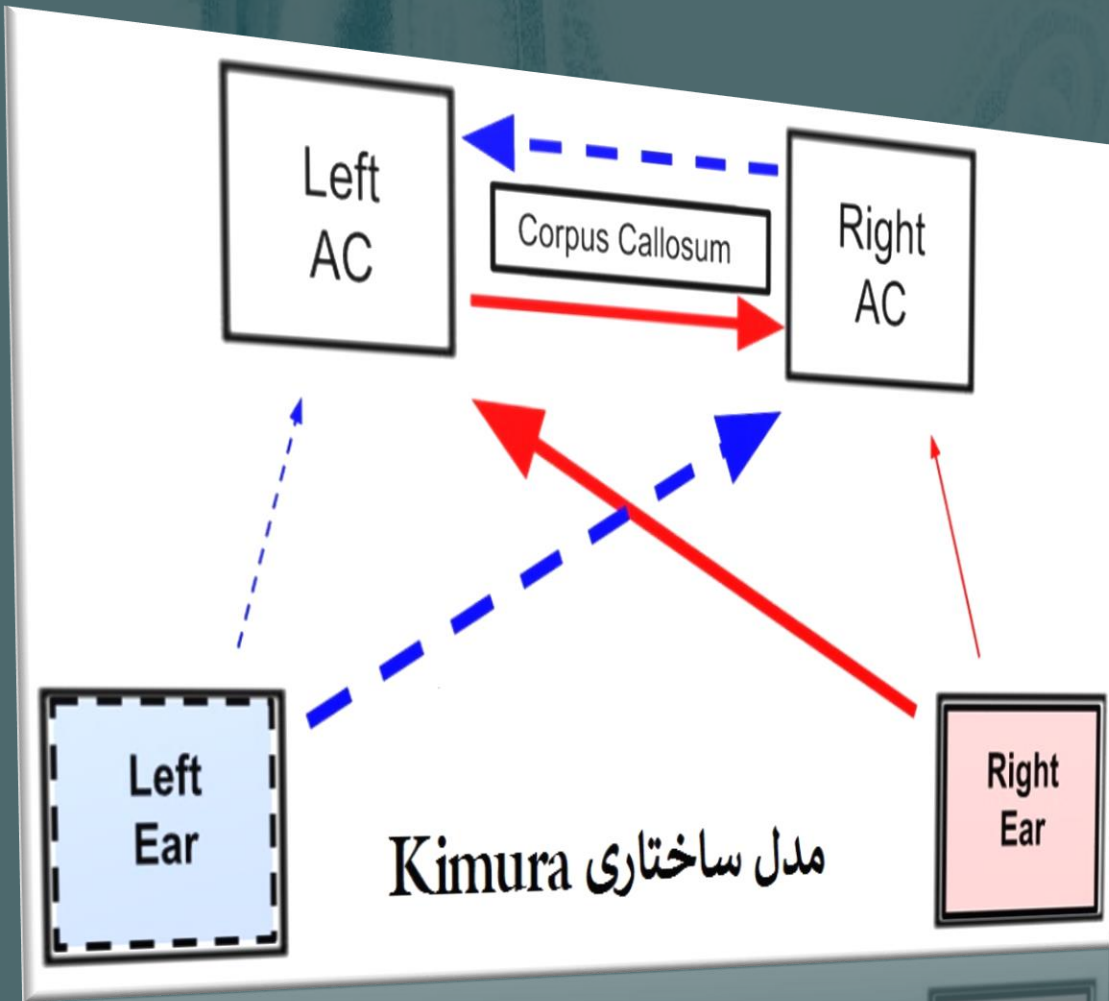 Left
AC
Corpus Callosum
Right
AC
Left
Ear
Right
Ear
مدل ساختاری Kimura